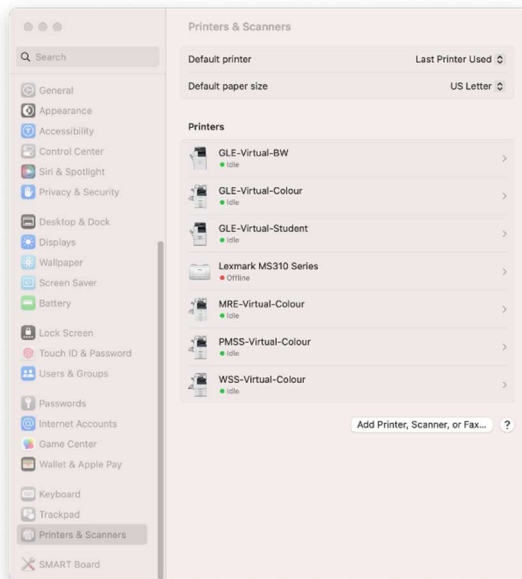 Printers & Scanners
Search
Default printer Last Printer Used
Default paper size US Letter
General
Appearance
Accessibility
Control Center
Siri & Spotlight
Privacy & Security
Desktop & Dock
Displays
Wallpaper
Screen Saver
Battery
Lock Screen
Touch ID & Password
Users & Groups
Passwords
Internet Accounts
Game Center
Wallet & Apple Pay
Keyboard
Trackpad
Printers & Scanners
SMART Board
Printers
GLE-Virtual-BW
Idle
GLE-Virtual-Colour
Idle
GLE-Virtual-Student
Idle
Lexmark MS310 Series
Offline
MRE-Virtual-Colour
Idle
PMSS-Virtual-Colour
Idle
WSS-Virtual-Colour
Idle
Add Printer, Scanner, or Fax... ?